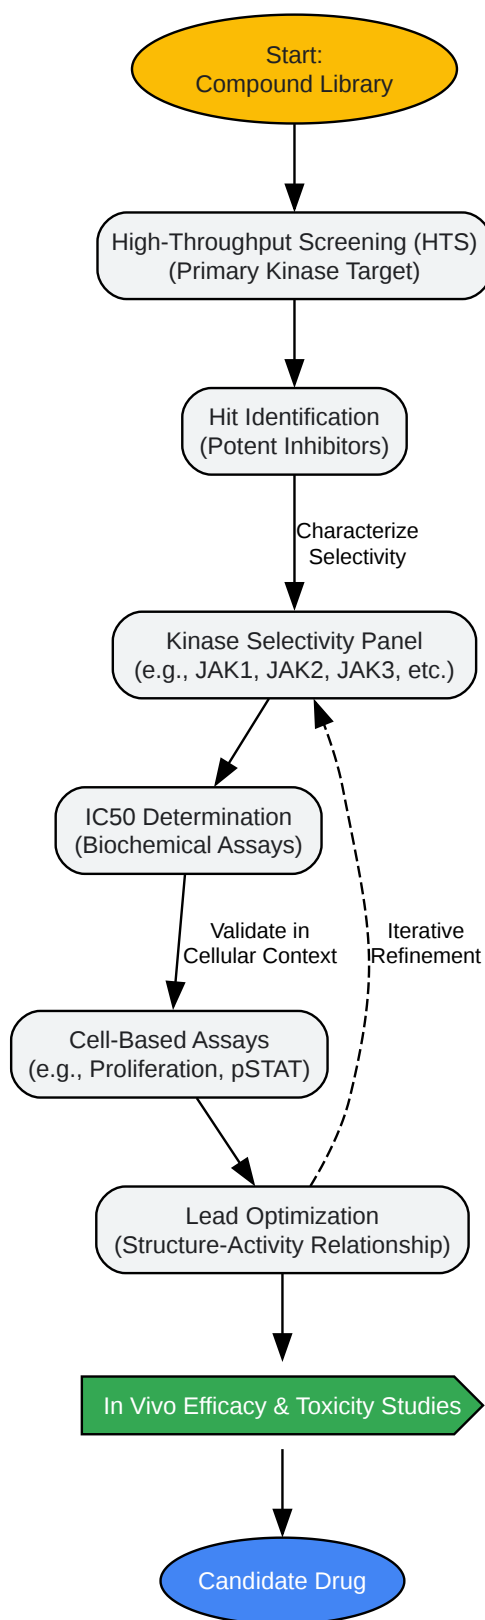 Start:
Compound Library
High-Throughput Screening (HTS)
(Primary Kinase Target)
Hit Identification
(Potent Inhibitors)
Characterize
Selectivity
Kinase Selectivity Panel
(e.g., JAK1, JAK2, JAK3, etc.)
IC50 Determination
(Biochemical Assays)
Validate in
Cellular Context
Iterative
Refinement
Cell-Based Assays
(e.g., Proliferation, pSTAT)
Lead Optimization
(Structure-Activity Relationship)
In Vivo Efficacy & Toxicity Studies
Candidate Drug